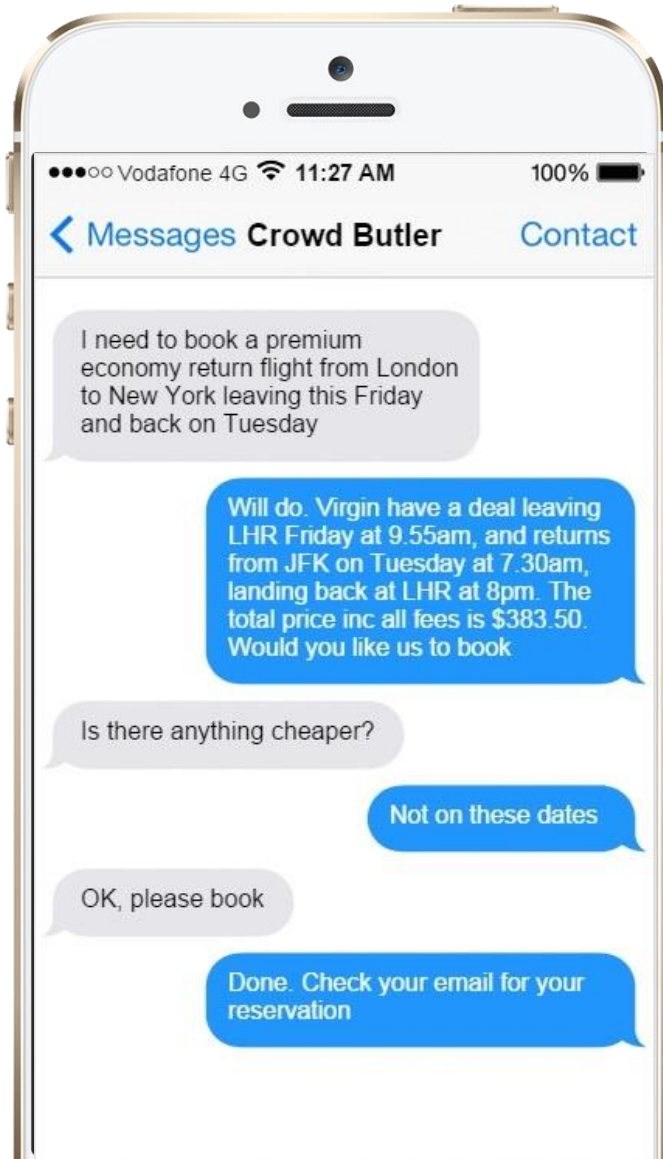 ●●●○○ Vodafone 4G 11:27 AM 100%
Messages Crowd Butler Contact
I need to book a premium
economy return flight from London
to New York leaving this Friday
and back on Tuesday
Will do. Virgin have a deal leaving
LHR Friday at 9.55am, and returns
from JFK on Tuesday at 7.30am,
landing back at LHR at 8pm. The
total price inc all fees is $383.50.
Would you like us to book
Is there anything cheaper?
Not on these dates
OK, please book
Done. Check your email for your
reservation